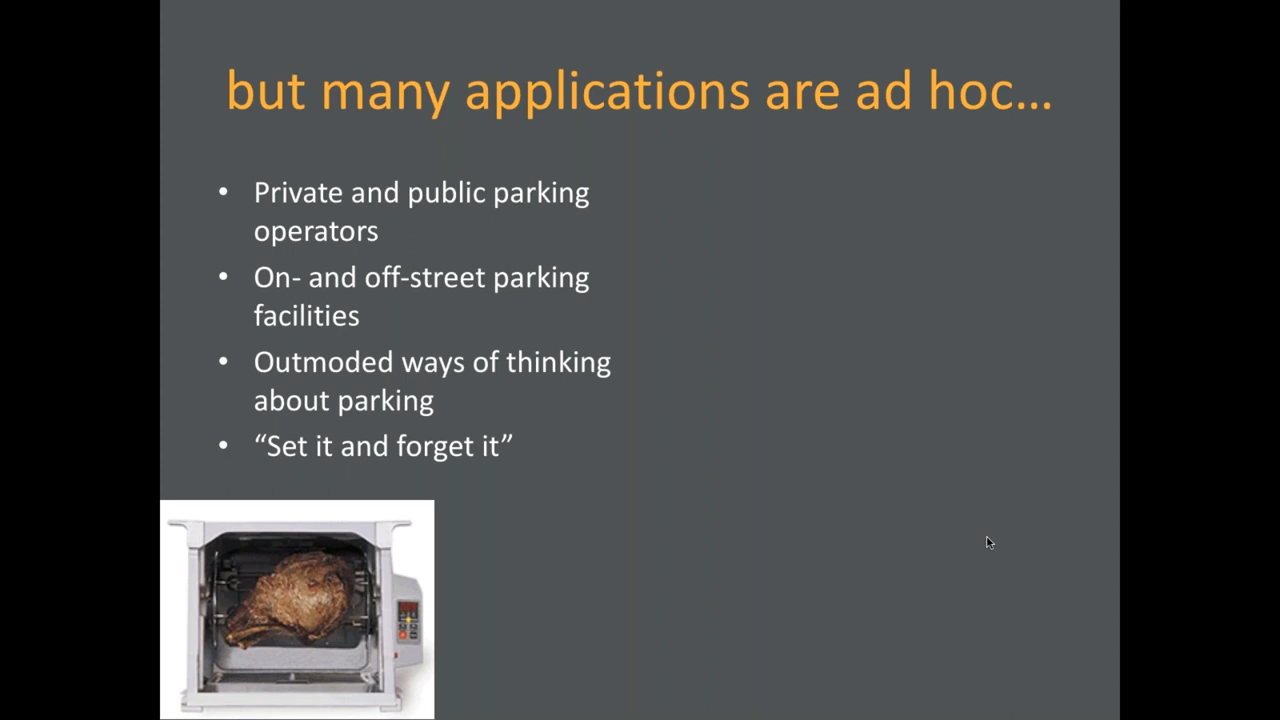 but many applications are ad hoc...
• Private and public parking
operators
• On- and off-street parking
facilities
• Outmoded ways of thinking
about parking
• “Set it and forget it”